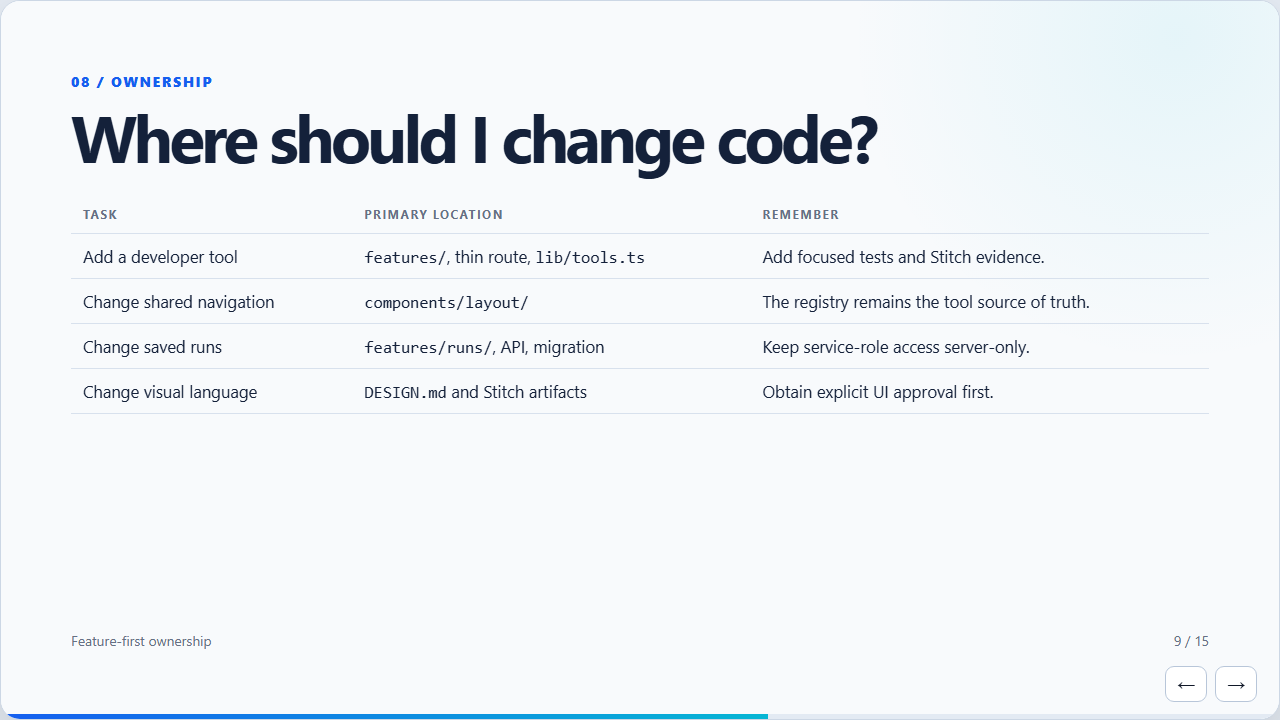 08 / OWNERSHIP
Where should I change code?
TASK PRIMARY LOCATION REMEMBER
Add a developer tool features/, thin route, lib/tools.ts Add focused tests and Stitch evidence.
Change shared navigation components/layout/ The registry remains the tool source of truth.
Change saved runs features/runs/, API, migration Keep service-role access server-only.
Change visual language DESIGN.md and Stitch artifacts Obtain explicit UI approval first.
Feature-first ownership 9 / 15
← →